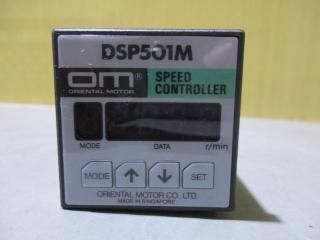 DSP501M
OM®
ORIENTAL MOTOR
SPEED
CONTROLLER
MODE DATA r/min
MODE ↑ ↓ SET
ORIENTAL MOTOR CO. LTD.
MADE IN SINGAPORE